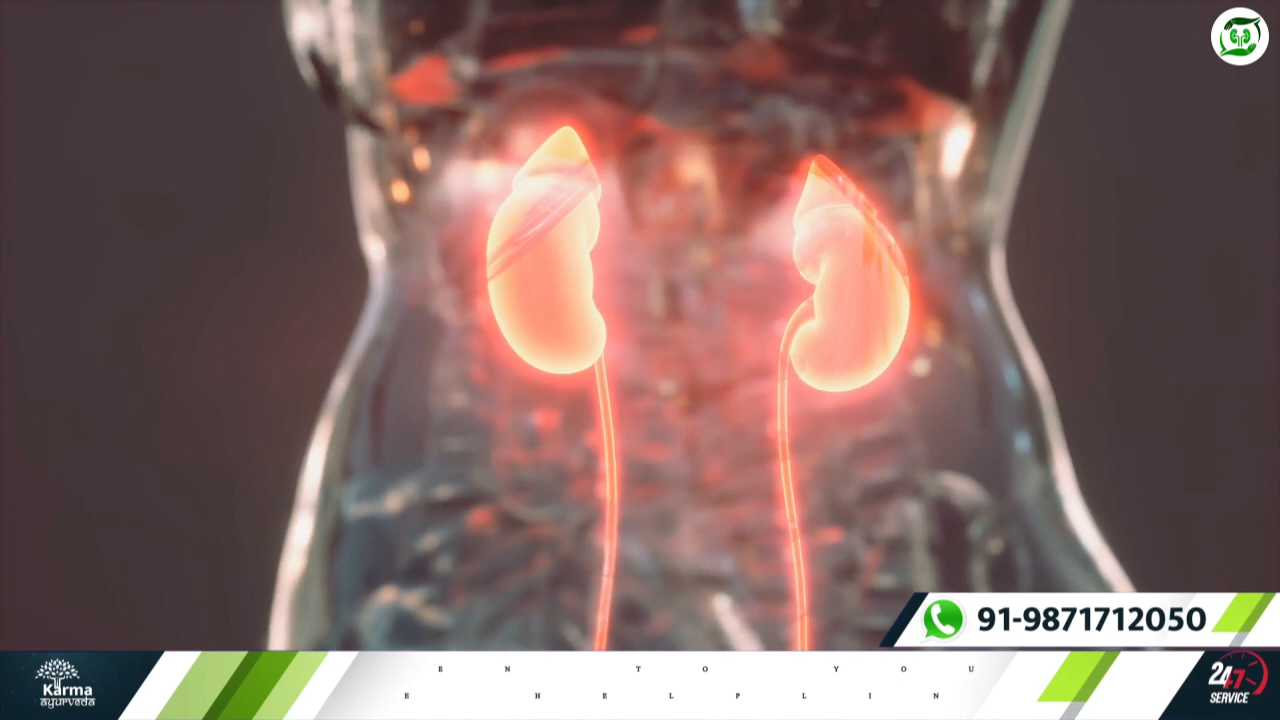 91-9871712050
E N T O Y O U
E H E L P L I N
Karma
ayurveda
24*7
SERVICE